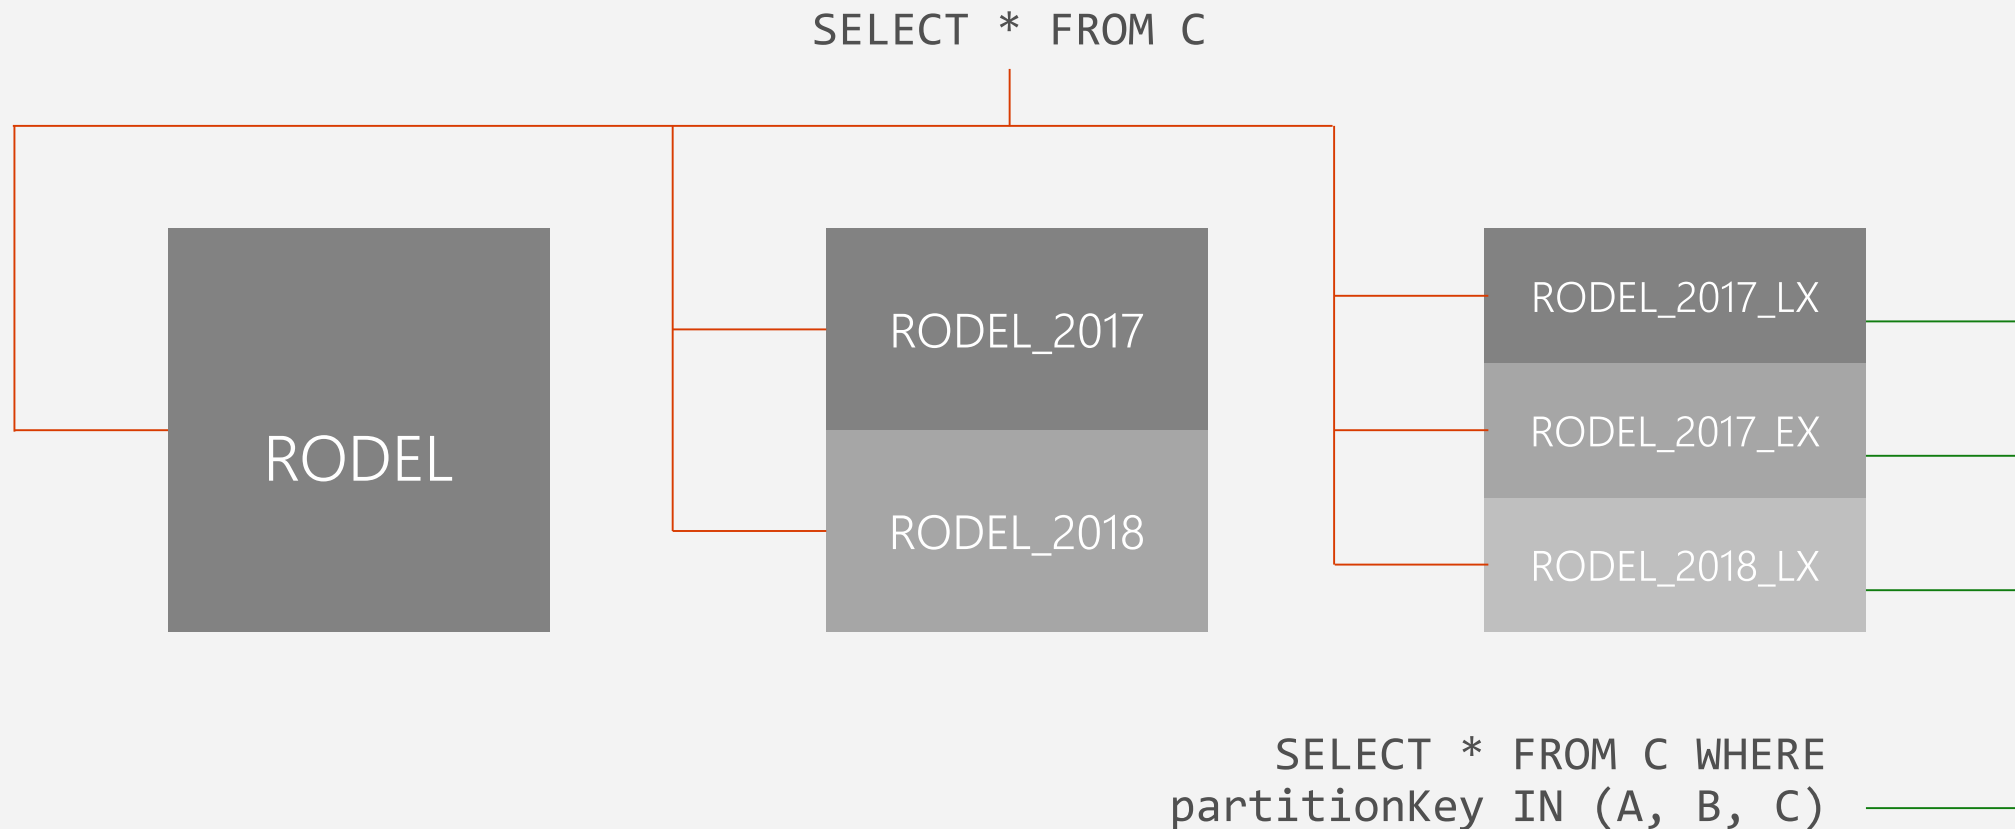 SELECT * FROM C
RODEL
RODEL_2017
RODEL_2018
RODEL_2017_LX
RODEL_2017_EX
RODEL_2018_LX
SELECT * FROM C WHERE
partitionKey IN (A, B, C)